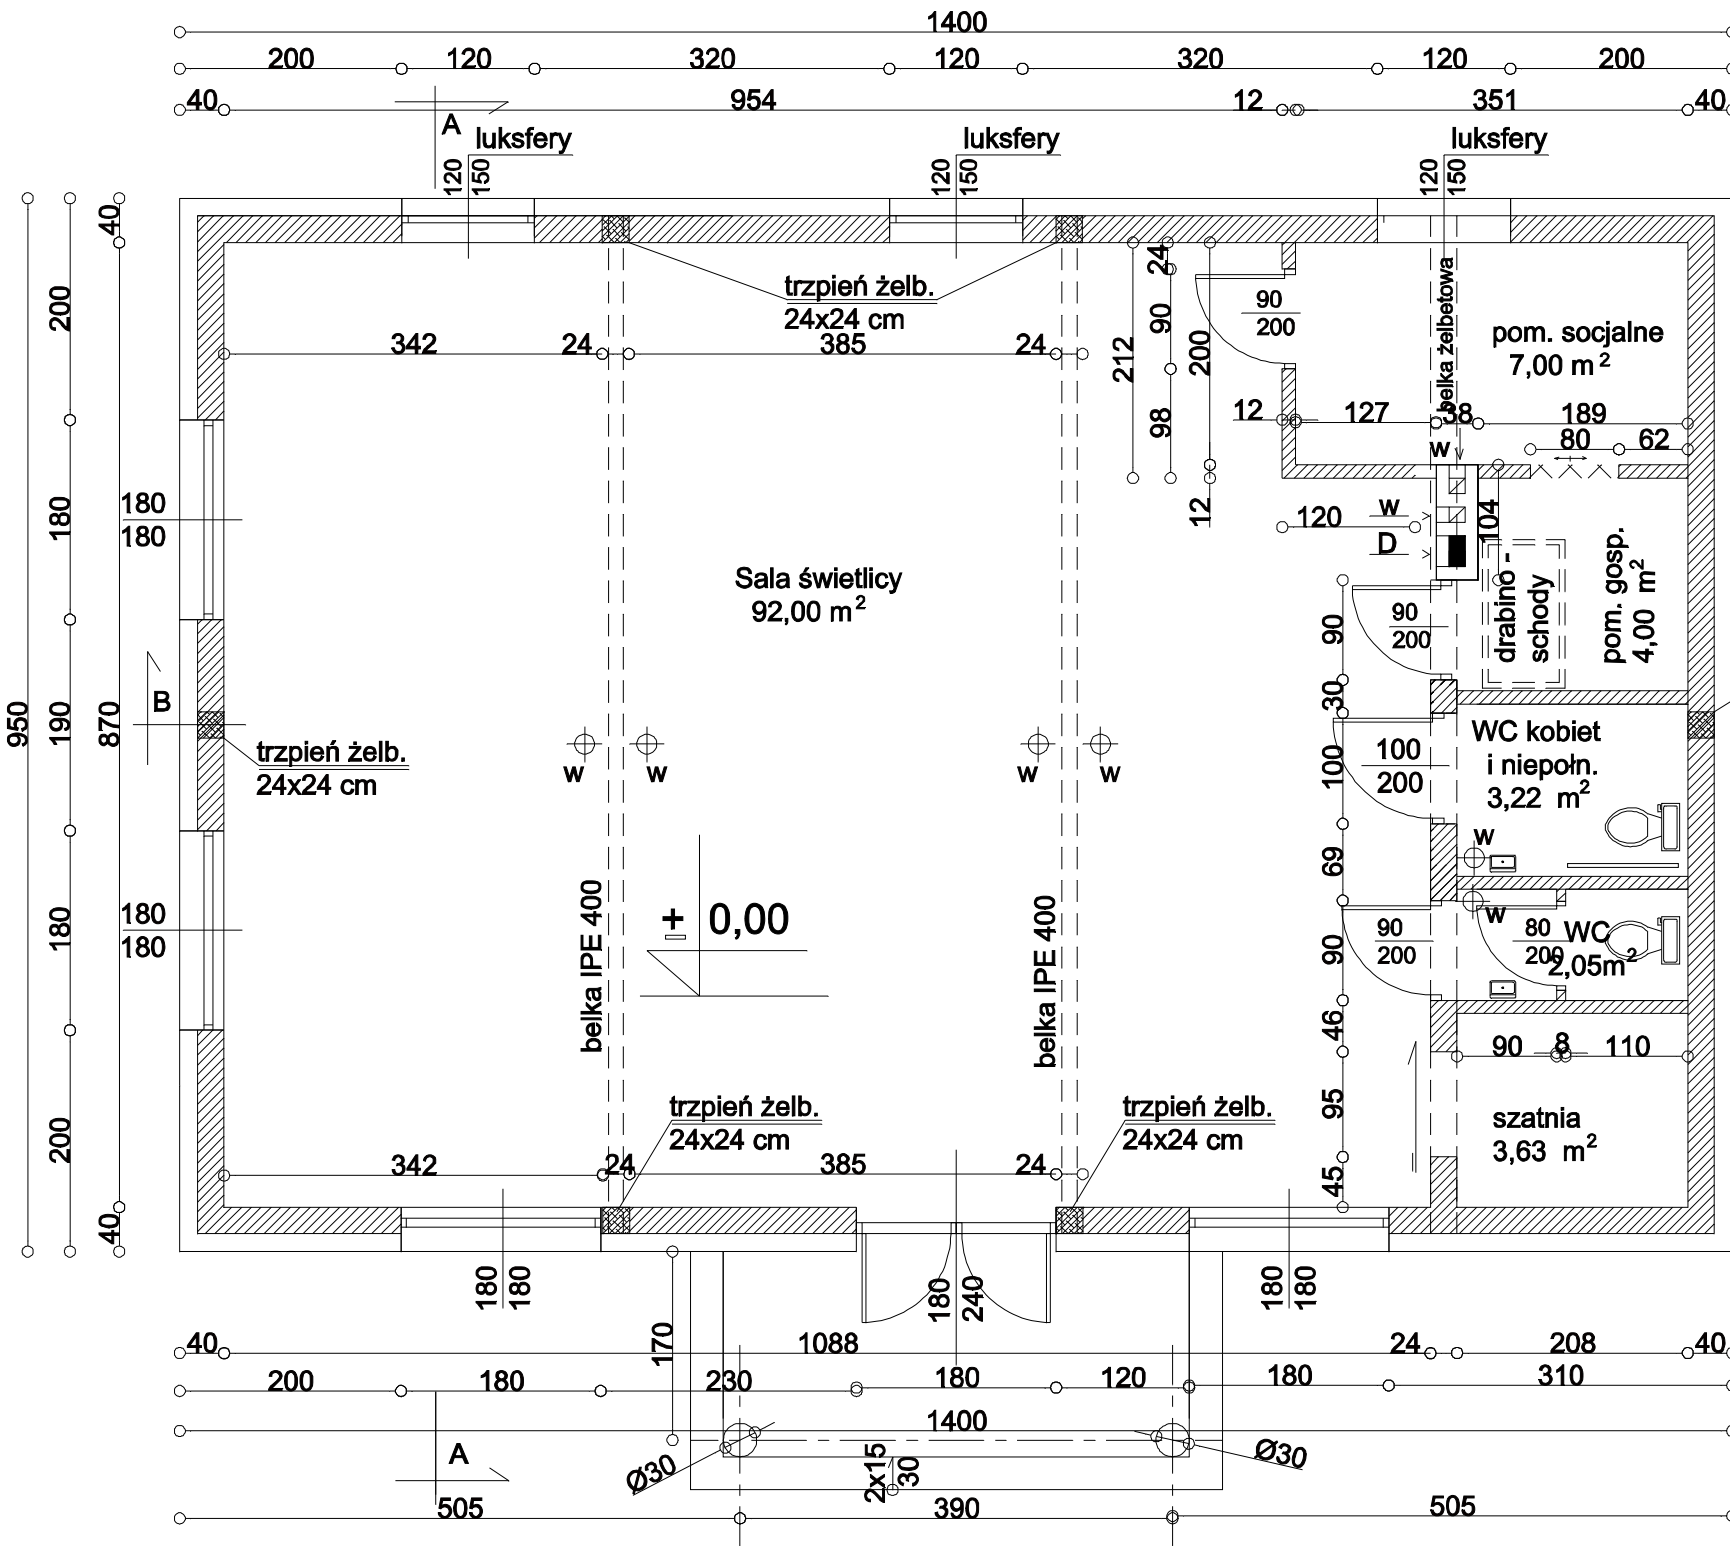 1400
200 120 320 120 320 120 200
40 954 12 351 40
A
luksfery luksfery luksfery
120 150 120 150 120 150
40
200
180
190
180
200
950
870
40
trzpień żelb.
24x24 cm
342 24 385 24
212
24
90
98
200
12
12
90
200
belka żelbetowa
pom. socjalne
7,00 m²
127 38 189
80 62
w
120
w
D
104
180
180
Sala świetlicy
92,00 m²
drabino -
schody
pom. gosp.
4,00 m²
90
200
90
30
100
69
90
46
95
45
B
trzpień żelb.
24x24 cm
w w w w
100
200
WC kobiet
i niepołn.
3,22 m²
w
w
180
180
± 0,00
belka IPE 400
belka IPE 400
90
200
80
200
WC
2,05m²
90 8 110
szatnia
3,63 m²
trzpień żelb.
24x24 cm
trzpień żelb.
24x24 cm
342 24 385 24
180
180
180
240
180
180
170
40 1088 24 208 40
200 180 230 180 120 180 310
1400
A
Ø30
2x15
30
Ø30
505 390 505